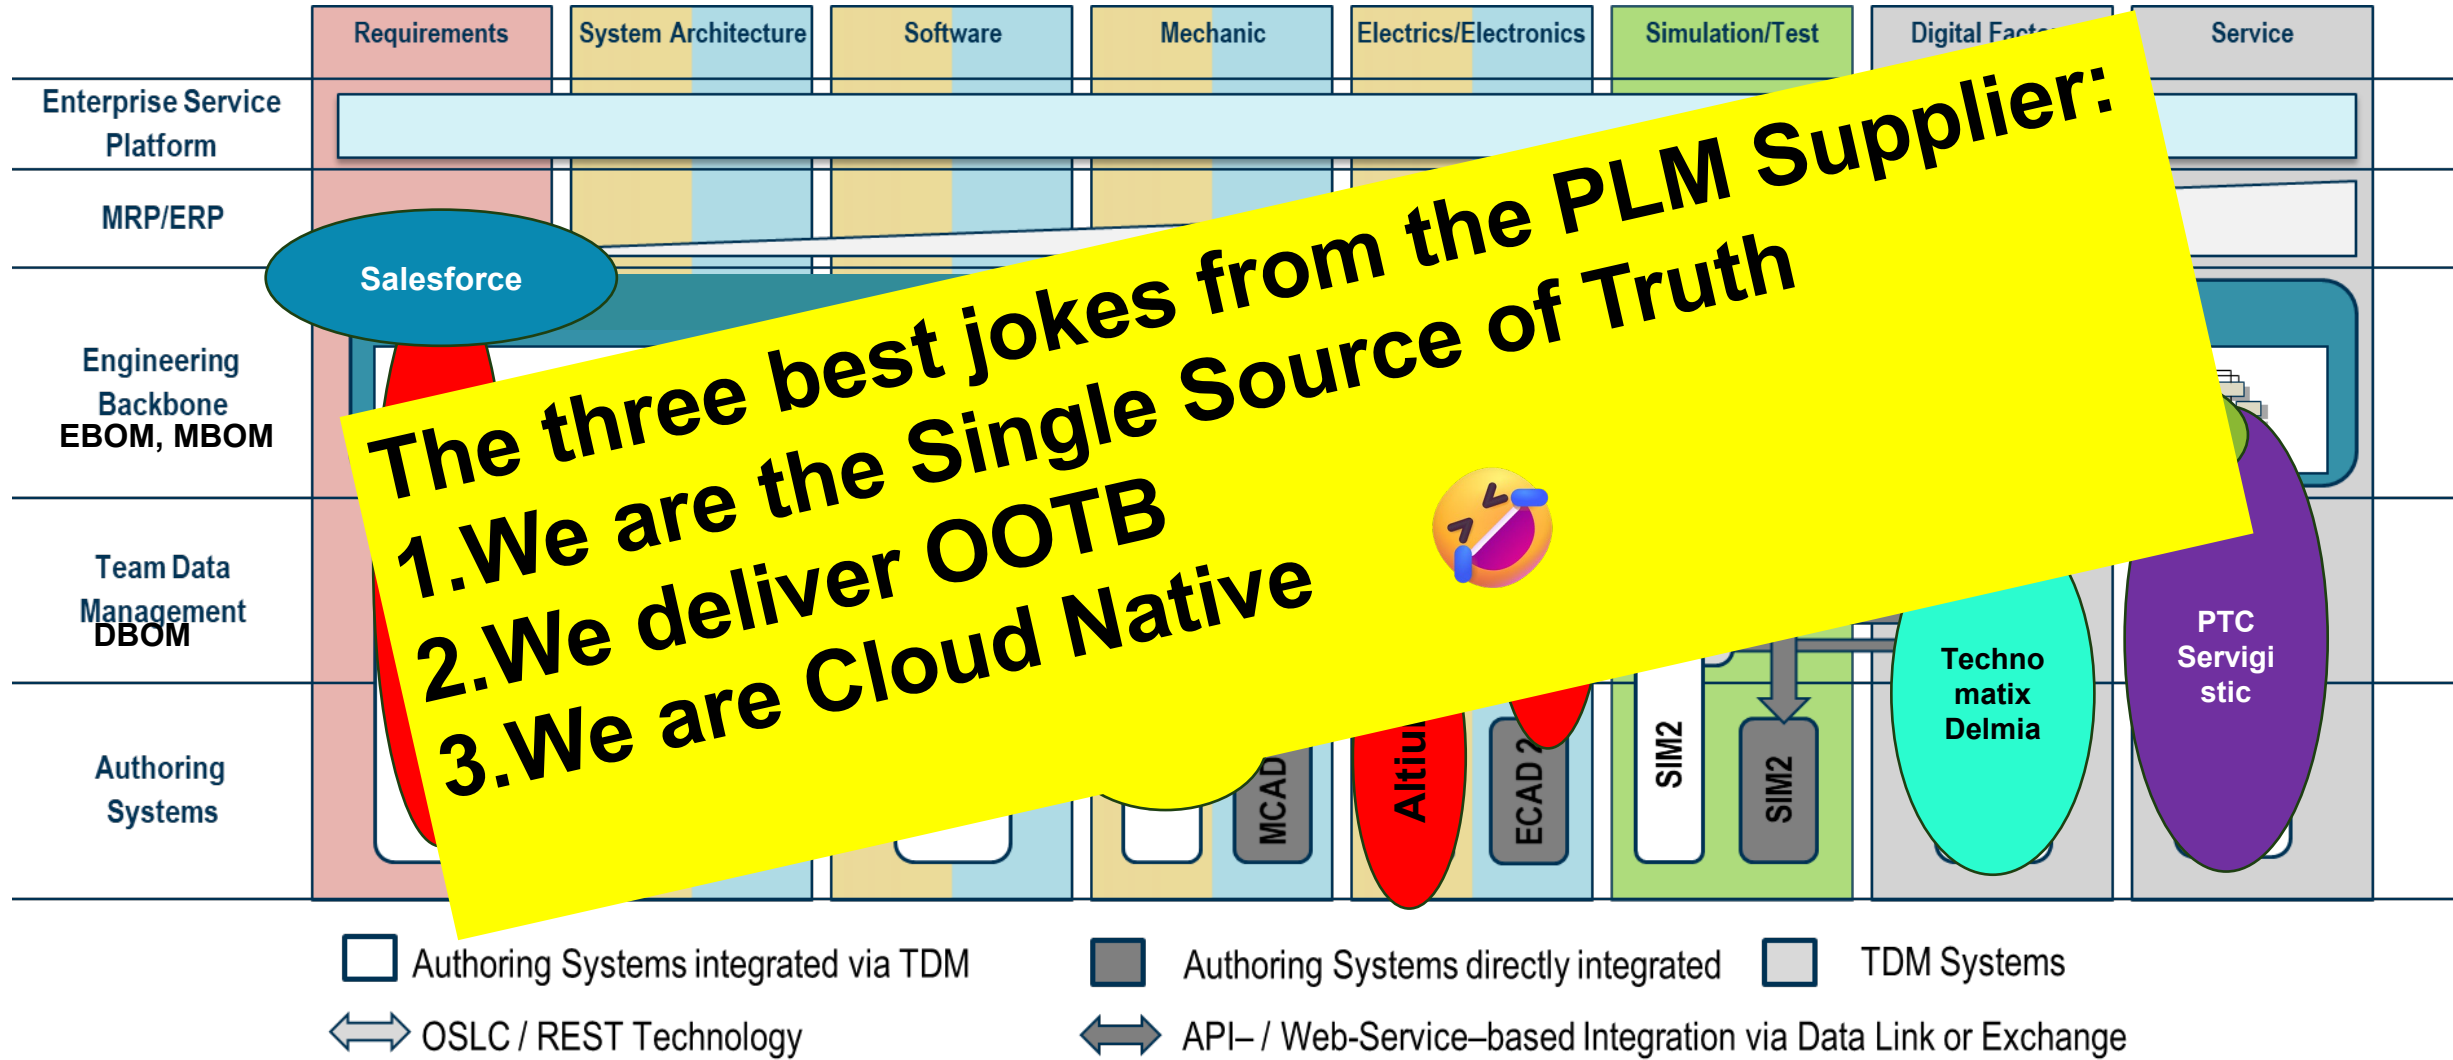 Requirements
System Architecture
Software
Mechanic
Electrics/Electronics
Simulation/Test
Digital
Service
Enterprise Service
Platform
MRP/ERP
Salesforce
Engineering
Backbone
EBOM, MBOM
Team Data
Management
DBOM
Authoring
Systems
The three best jokes from the PLM Supplier:
1.We are the Single Source of Truth
2.We deliver OOTB
3.We are Cloud Native
MCAD
Altiu
ECAD 2
SIM2
SIM2
Techno
matix
Delmia
PTC
Servigi
stic
Authoring Systems integrated via TDM
Authoring Systems directly integrated
TDM Systems
OSLC / REST Technology
API– / Web-Service–based Integration via Data Link or Exchange